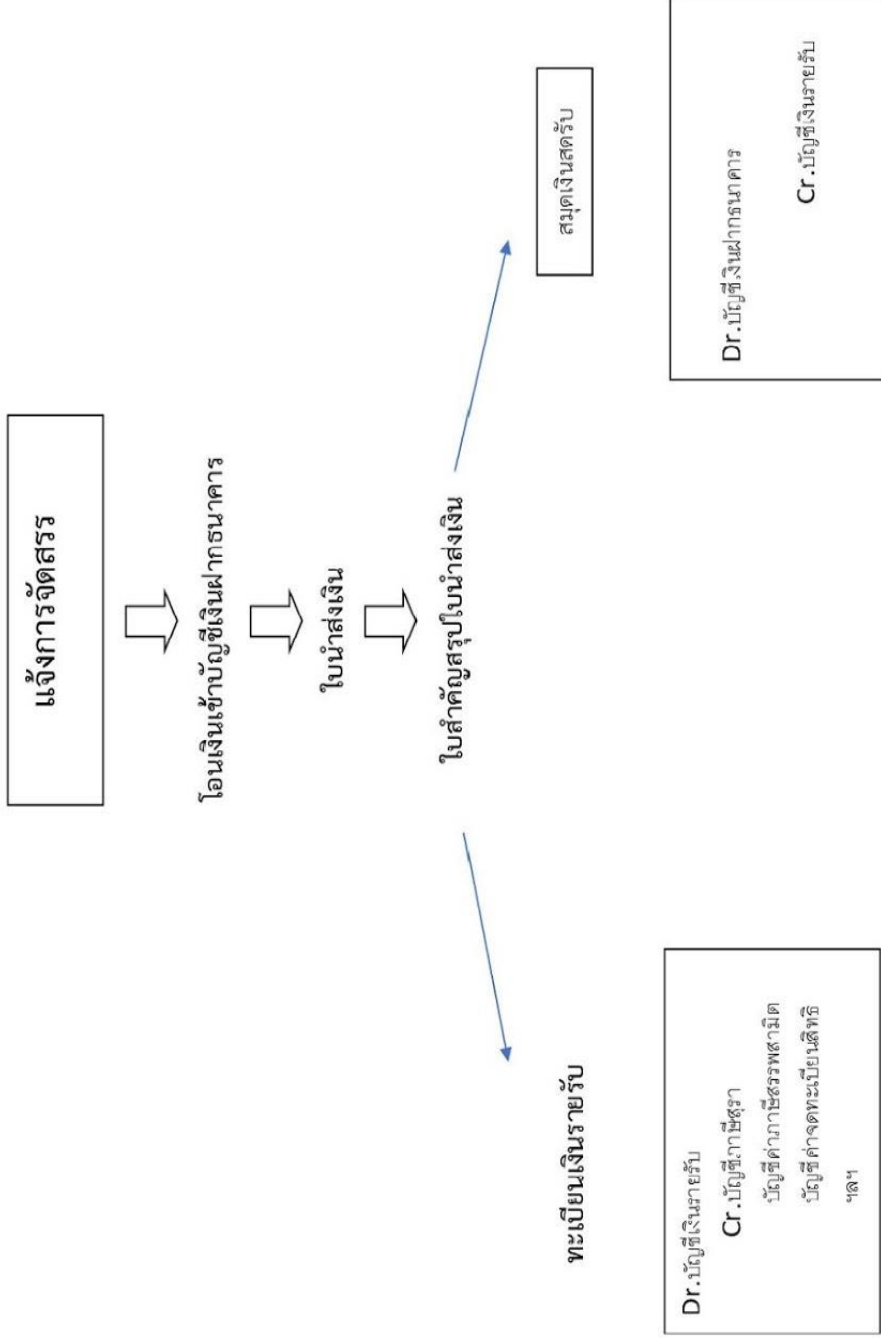 แจ้งการจัดสรร
โอนเงินเข้าบัญชีเงินฝากธนาคาร
ใบนำส่งเงิน
ใบสำคัญสรุปใบนำส่งเงิน
ทะเบียนเงินรายรับ
สมุดเงินสดรับ
Dr.บัญชีเงินรายรับ
Cr.บัญชีภาษีสุรา
บัญชีค่าภาษีสรรพสามิต
บัญชีค่าจดทะเบียนสิทธิ
ฯลฯ
Dr.บัญชีเงินฝากธนาคาร
Cr.บัญชีเงินรายรับ